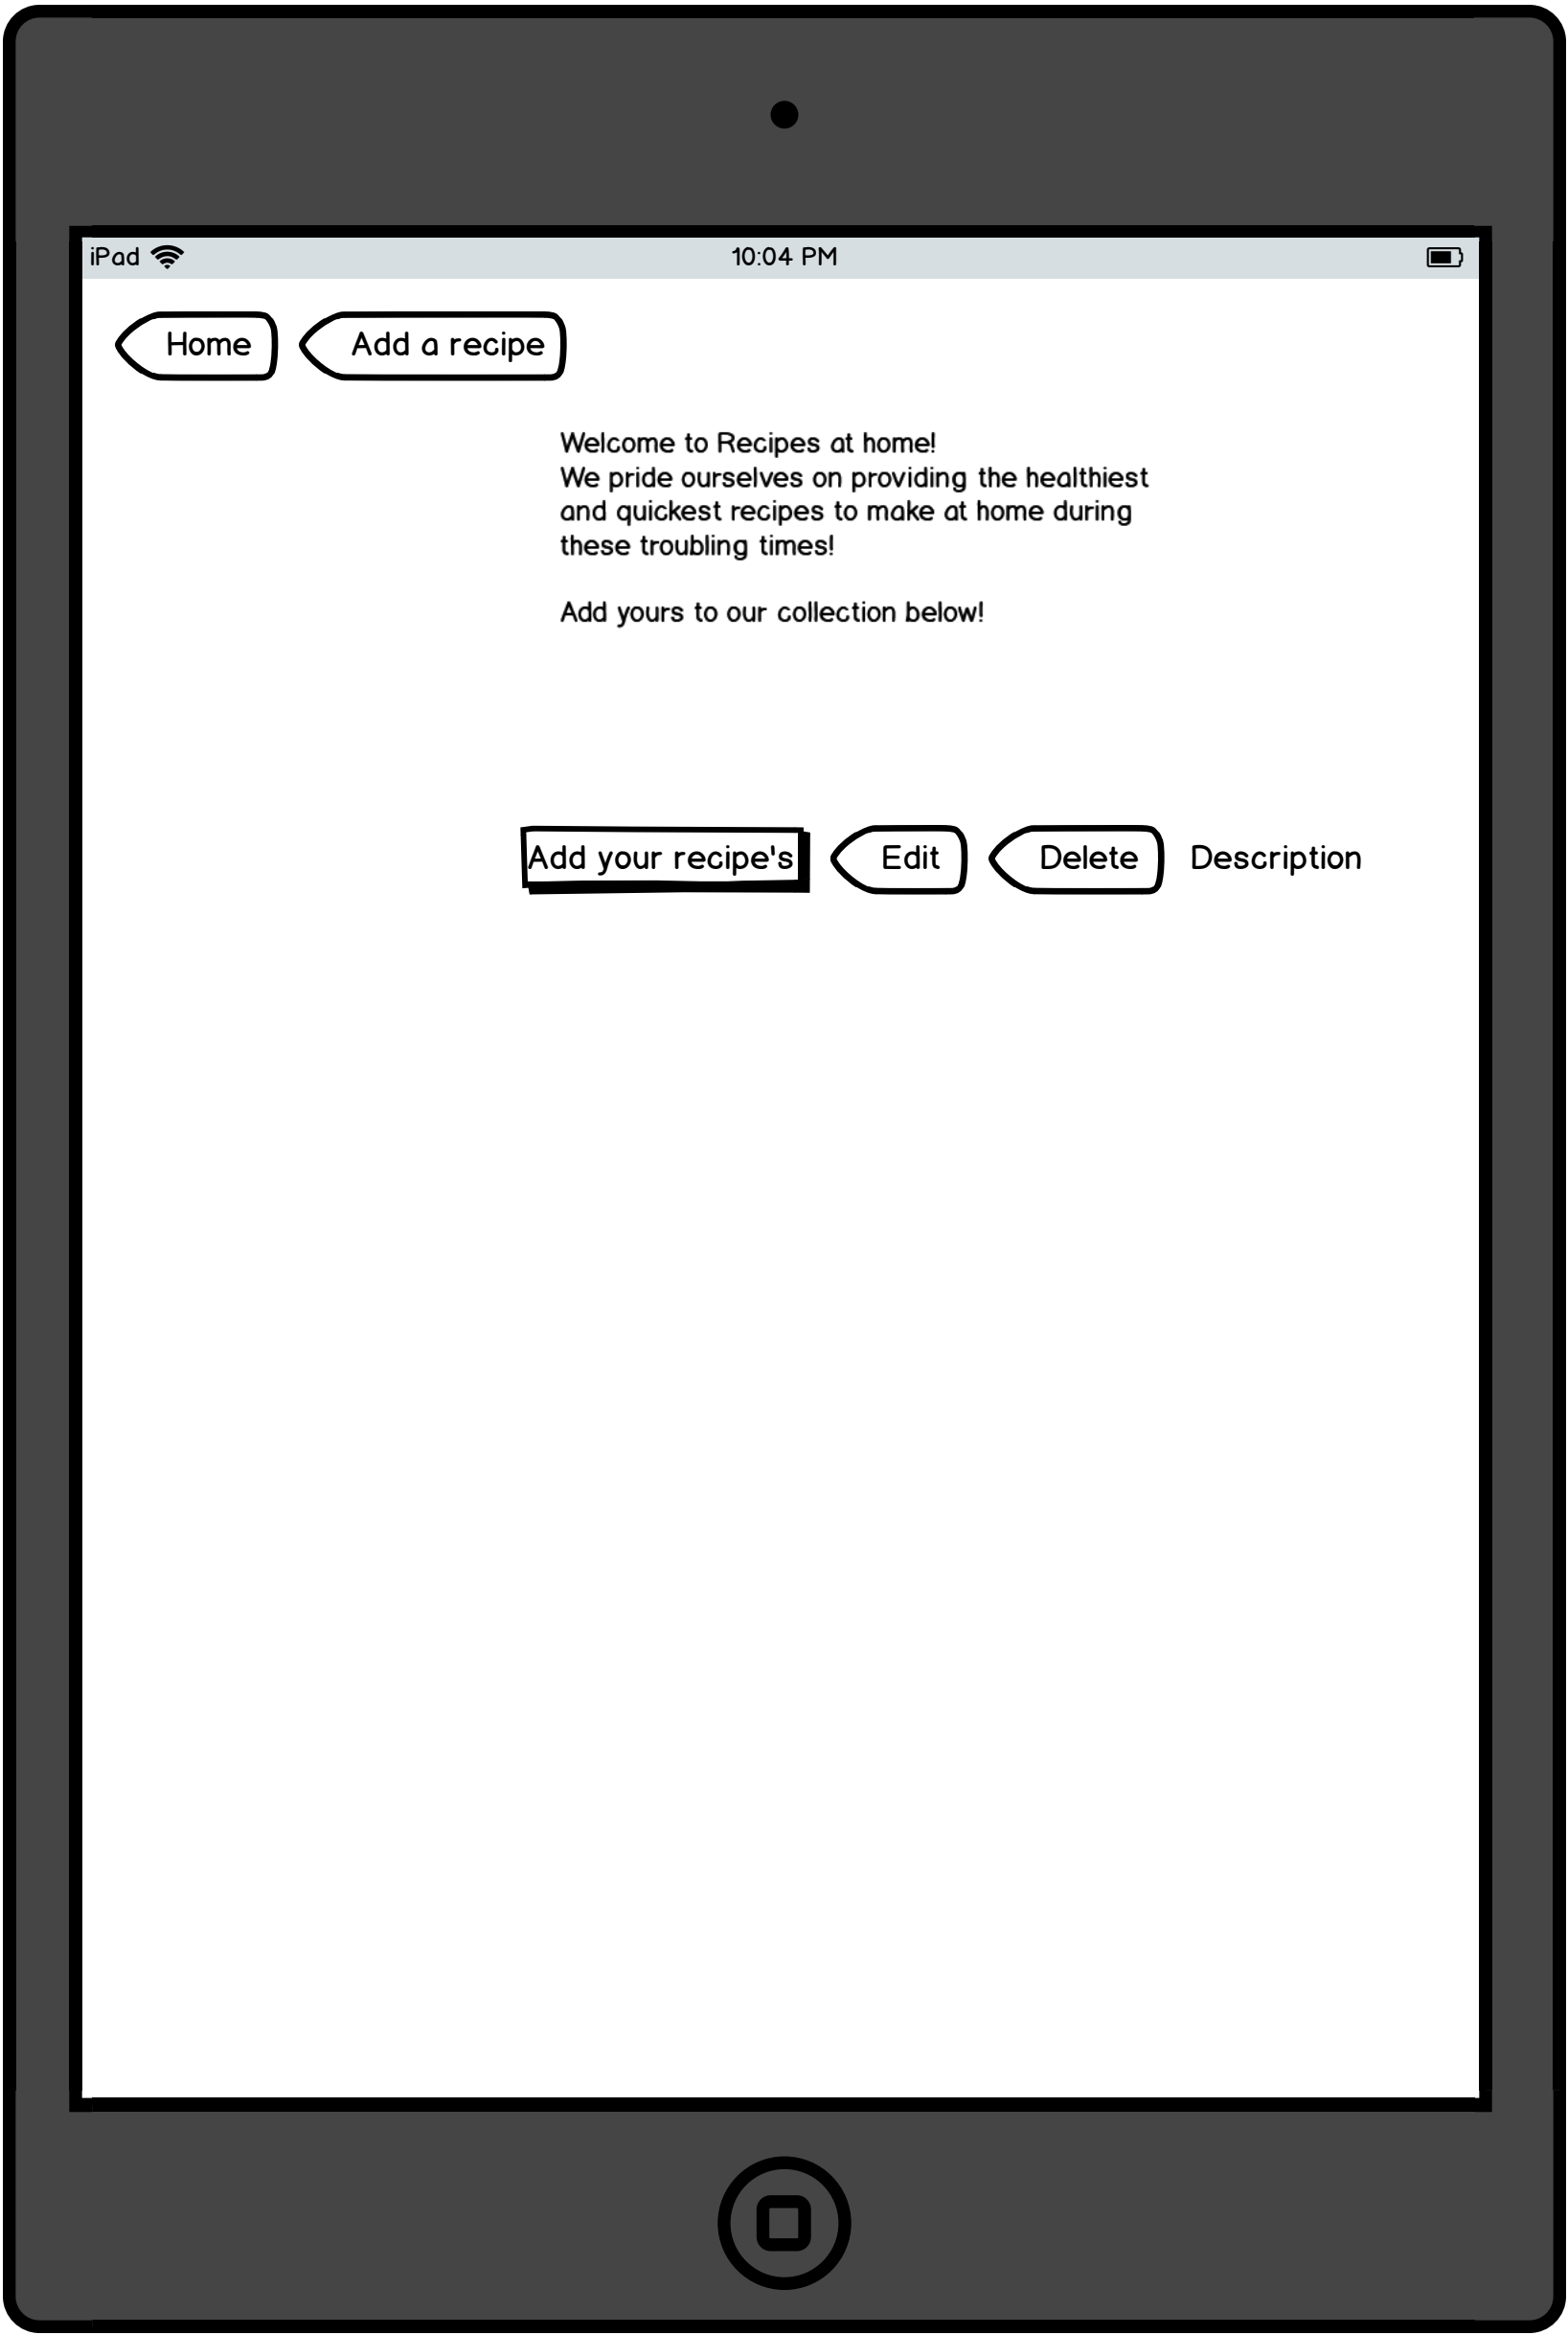 iPad 10:04 PM
Home Add a recipe
Welcome to Recipes at home!
We pride ourselves on providing the healthiest
and quickest recipes to make at home during
these troubling times!
Add yours to our collection below!
Add your recipe's Edit Delete Description